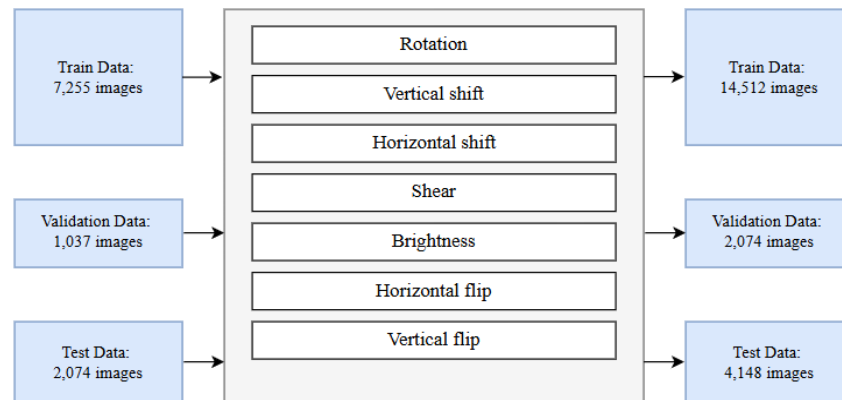 Train Data:
7,255 images
Rotation
Vertical shift
Horizontal shift
Shear
Brightness
Horizontal flip
Vertical flip
Train Data:
14,512 images
Validation Data:
1,037 images
Validation Data:
2,074 images
Test Data:
2,074 images
Test Data:
4,148 images